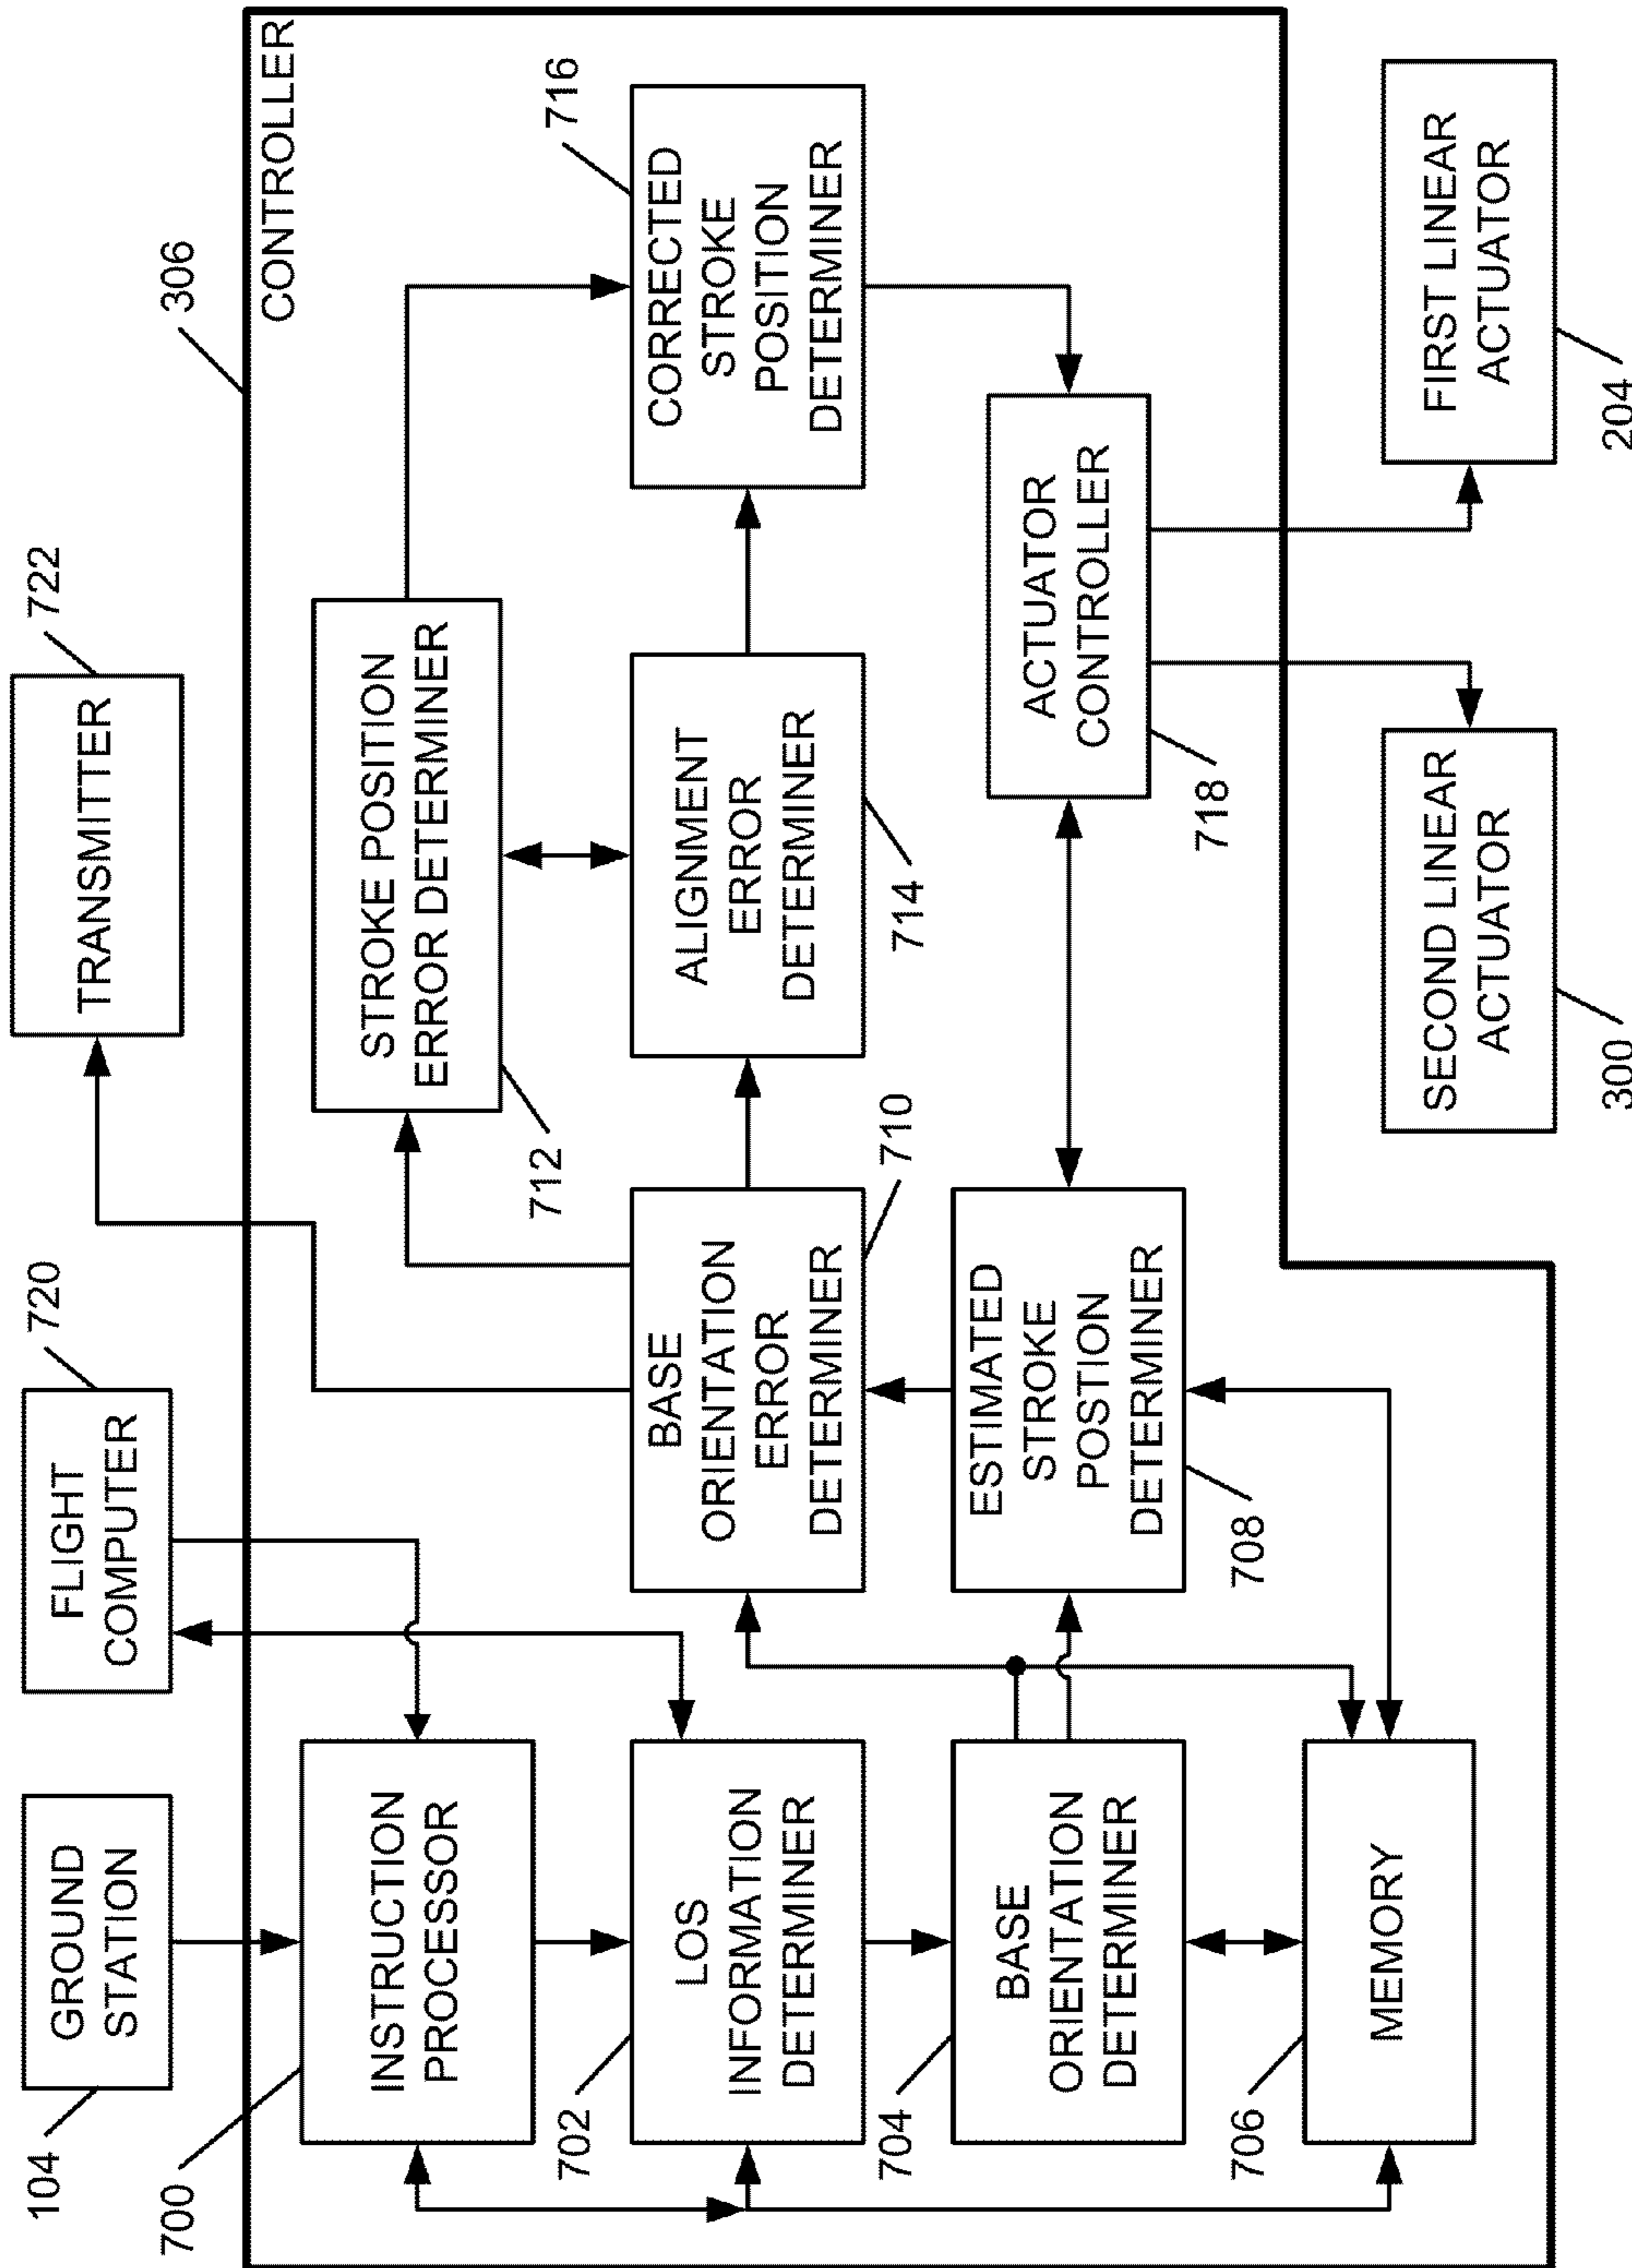 104
GROUND
STATION
720
FLIGHT
COMPUTER
722
TRANSMITTER
306
CONTROLLER
700
INSTRUCTION
PROCESSOR
712
STROKE POSITION
ERROR DETERMINER
702
LOS
INFORMATION
DETERMINER
BASE
ORIENTATION
ERROR
DETERMINER
710
ALIGNMENT
ERROR
DETERMINER
714
716
CORRECTED
STROKE
POSITION
DETERMINER
704
BASE
ORIENTATION
DETERMINER
ESTIMATED
STROKE
POSTION
DETERMINER
708
ACTUATOR
CONTROLLER
718
706
MEMORY
SECOND LINEAR
ACTUATOR
300
FIRST LINEAR
ACTUATOR
204